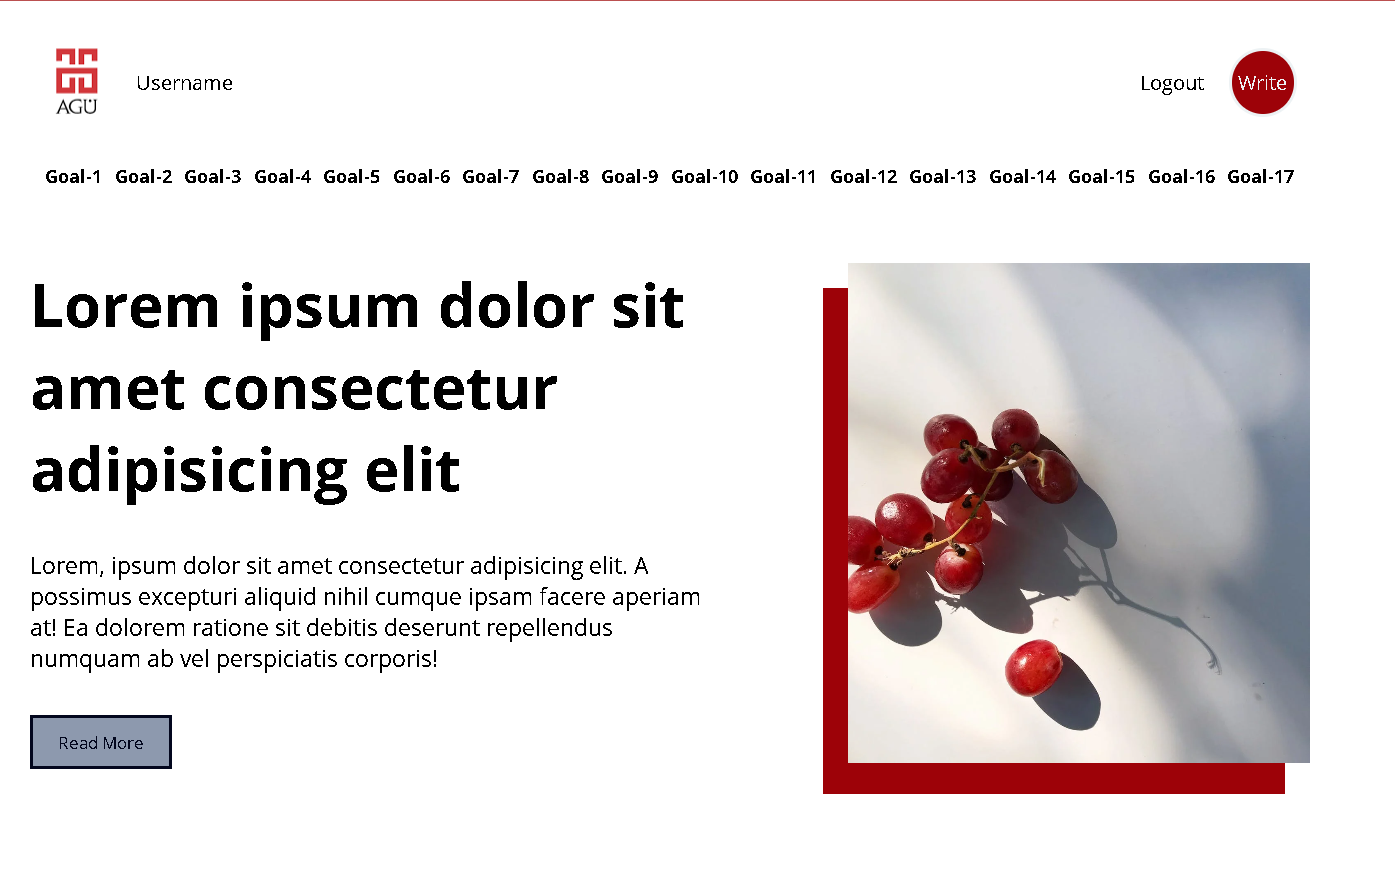 AGÜ
Username
Logout
Write
Goal-1 Goal-2 Goal-3 Goal-4 Goal-5 Goal-6 Goal-7 Goal-8 Goal-9 Goal-10 Goal-11 Goal-12 Goal-13 Goal-14 Goal-15 Goal-16 Goal-17
Lorem ipsum dolor sit
amet consectetur
adipisicing elit
Lorem, ipsum dolor sit amet consectetur adipisicing elit. A
possimus excepturi aliquid nihil cumque ipsam facere aperiam
at! Ea dolorem ratione sit debitis deserunt repellendus
numquam ab vel perspiciatis corporis!
Read More